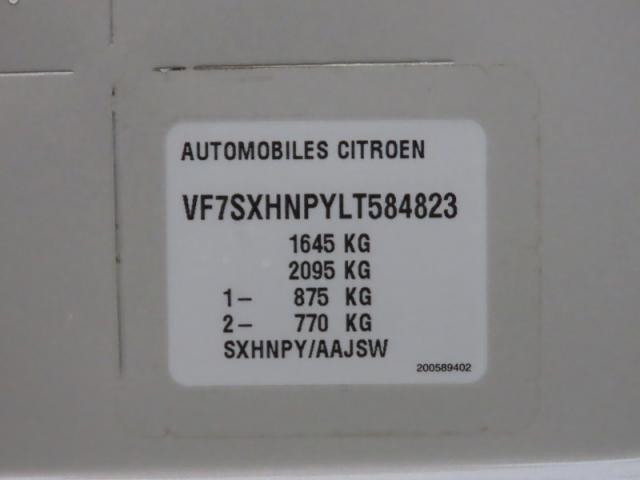 AUTOMOBILES CITROEN
VF7SXHNPYLT584823
1645 KG
2095 KG
1- 875 KG
2- 770 KG
SXHNPY/AAJSW
200589402